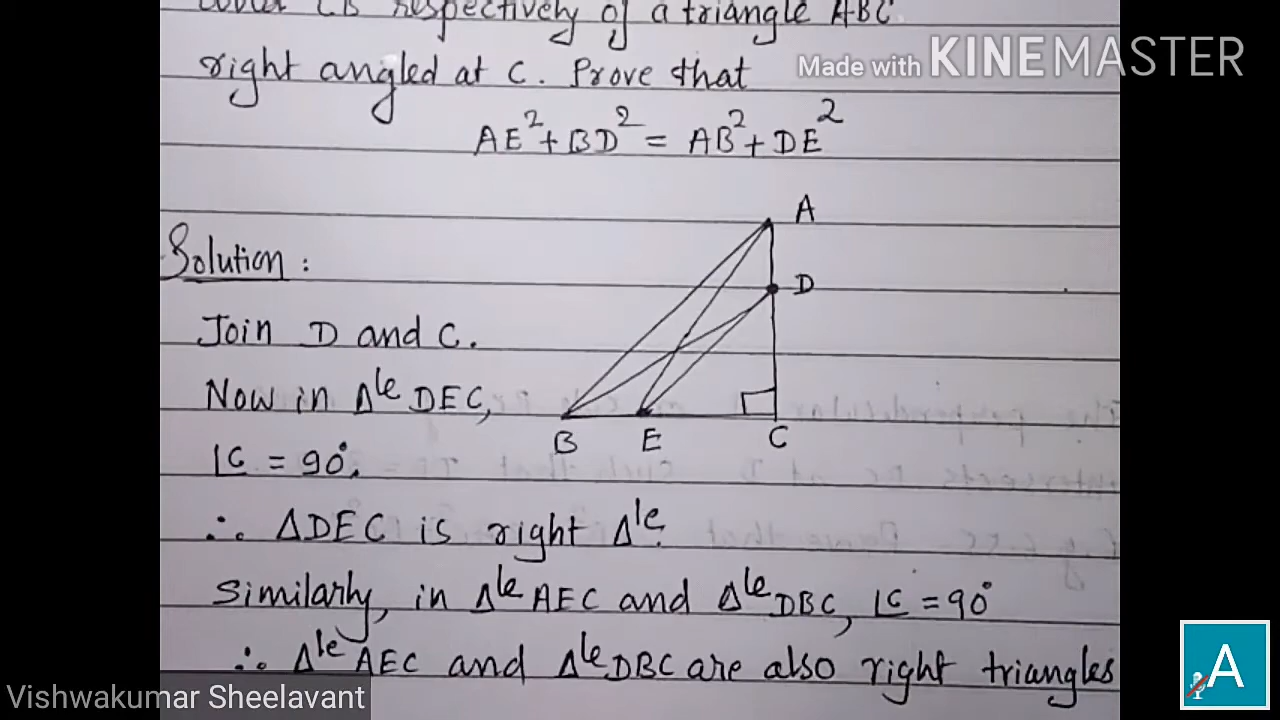 CB respectively of a triangle ABC
right angled at C. Prove that
Made with KINEMASTER
AE²+BD² = AB²+DE²
A
Solution :
D
Join D and C.
Now in Δle DEC,
B E C
∠C = 90°,
∴ ΔDEC is right Δle.
Similarly, in Δle AEC and Δle DBC, ∠C = 90°
∴ Δle AEC and Δle DBC are also right triangles
Vishwakumar Sheelavant
A